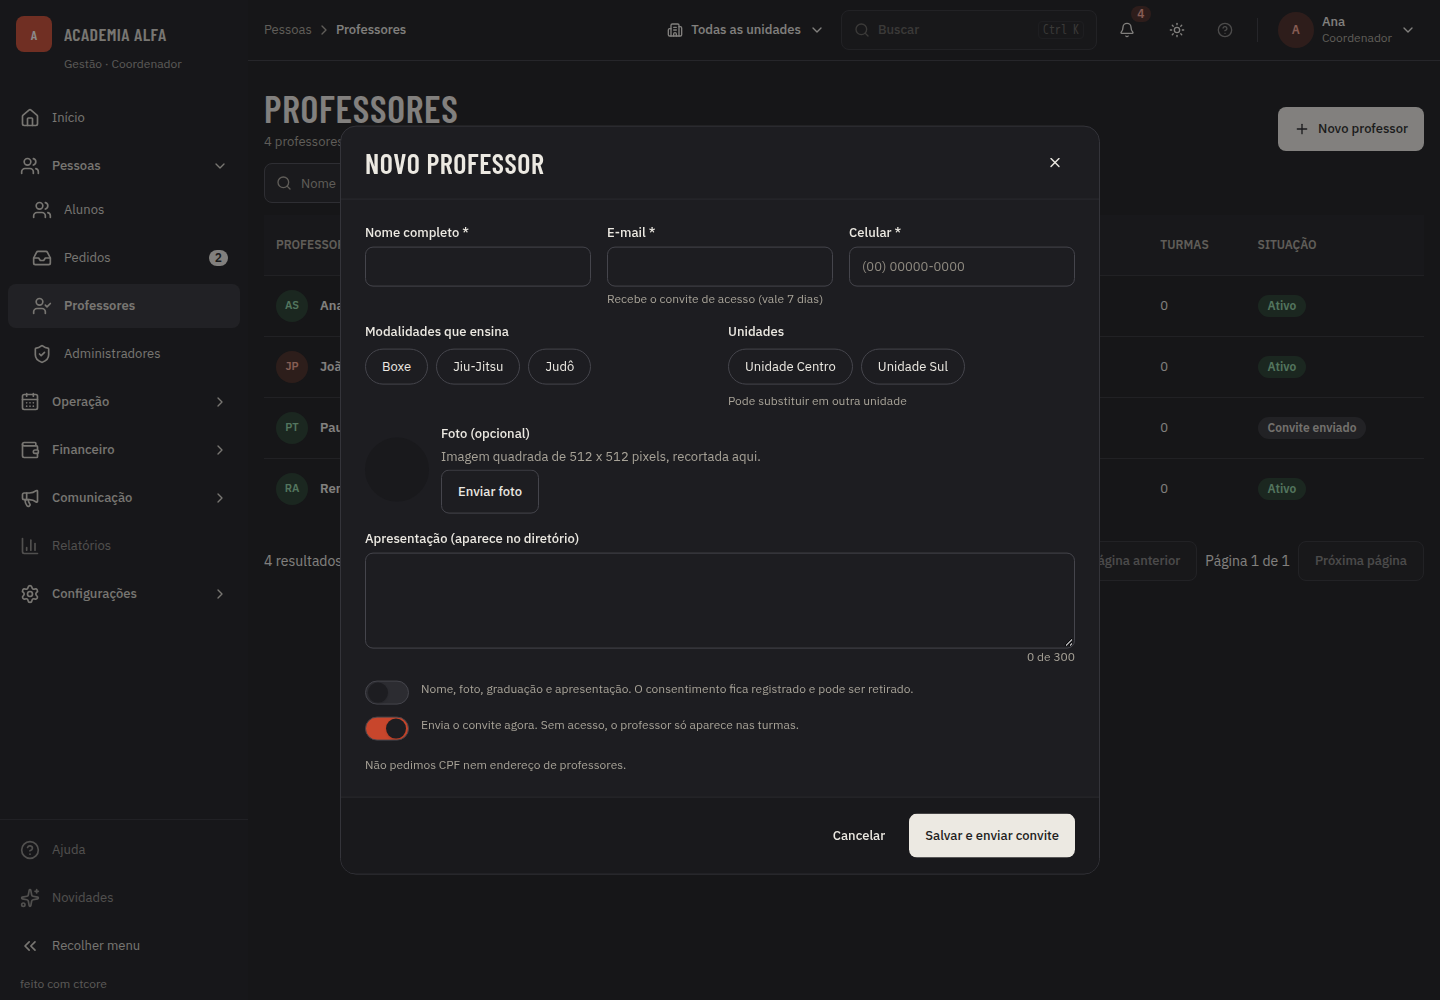 A
ACADEMIA ALFA
Gestão - Coordenador
Início
Pessoas
Alunos
Pedidos 2
Professores
Administradores
Operação
Financeiro
Comunicação
Relatórios
Configurações
Ajuda
Novidades
Recolher menu
feito com ctcore
Pessoas > Professores
Todas as unidades
Buscar Ctrl K
4
A
Ana
Coordenador
PROFESSORES
4 professores
Novo professor
Nome
TURMAS SITUAÇÃO
AS 0 Ativo
JP 0 Ativo
PT 0 Convite enviado
RA 0 Ativo
4 resultados
Página 1 de 1 Próxima página
NOVO PROFESSOR
Nome completo * E-mail * Celular *
(00) 00000-0000
Recebe o convite de acesso (vale 7 dias)
Modalidades que ensina Unidades
Boxe Jiu-Jitsu Judô Unidade Centro Unidade Sul
Pode substituir em outra unidade
Foto (opcional)
Imagem quadrada de 512 x 512 pixels, recortada aqui.
Enviar foto
Apresentação (aparece no diretório)
0 de 300
Nome, foto, graduação e apresentação. O consentimento fica registrado e pode ser retirado.
Envia o convite agora. Sem acesso, o professor só aparece nas turmas.
Não pedimos CPF nem endereço de professores.
Cancelar Salvar e enviar convite